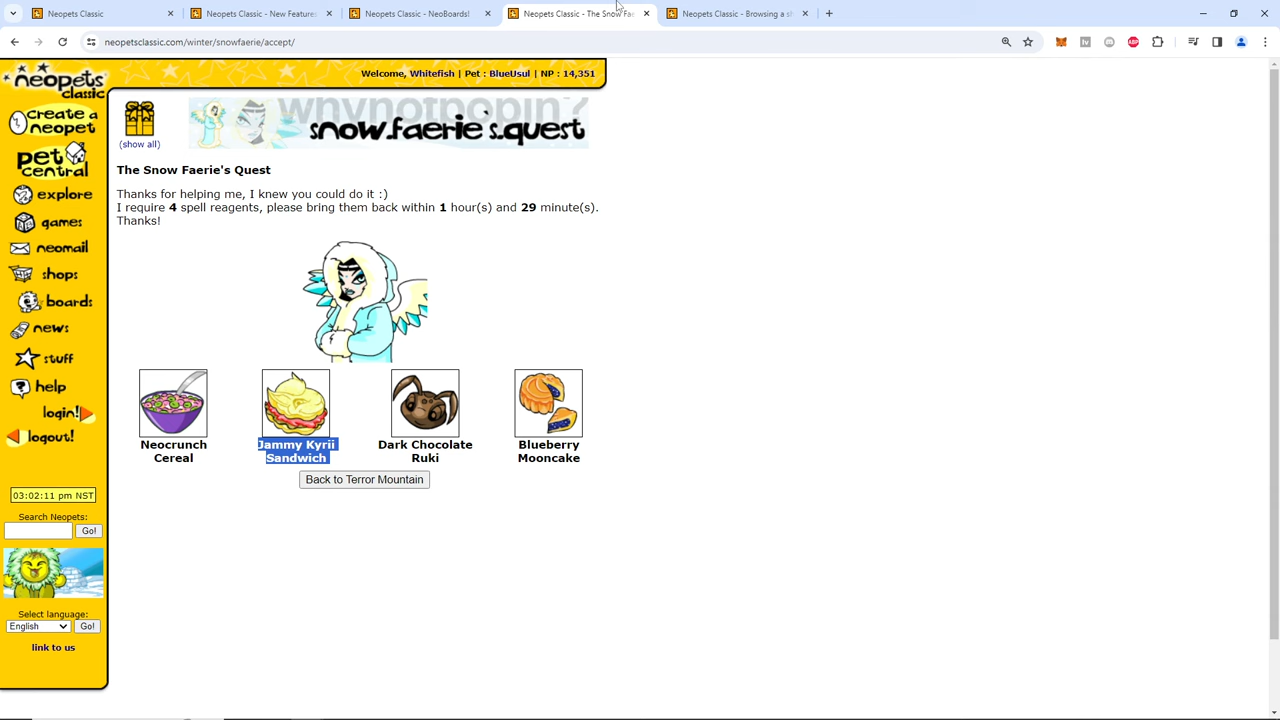 Neopets Classic
Neopets Classic - New Features
Neopets Classic - NeoBoards!
Neopets Classic - The Snow Fae
Neopets Classic - Browsing a sh
neopetsclassic.com/winter/snowfaerie/accept/
neopets
classic
Welcome, Whitefish | Pet : BlueUsul | NP : 14,351
create a
neopet
pet
central
explore
games
neomail
shops
boards
news
stuff
help
login!
logout!
03:02:11 pm NST
Search Neopets:
Go!
Select language:
English
Go!
link to us
(show all)
whynotpopin?
snow.faerie's.quest
The Snow Faerie's Quest
Thanks for helping me, I knew you could do it :)
I require 4 spell reagents, please bring them back within 1 hour(s) and 29 minute(s).
Thanks!
Neocrunch
Cereal
Jammy Kyrii
Sandwich
Dark Chocolate
Ruki
Blueberry
Mooncake
Back to Terror Mountain